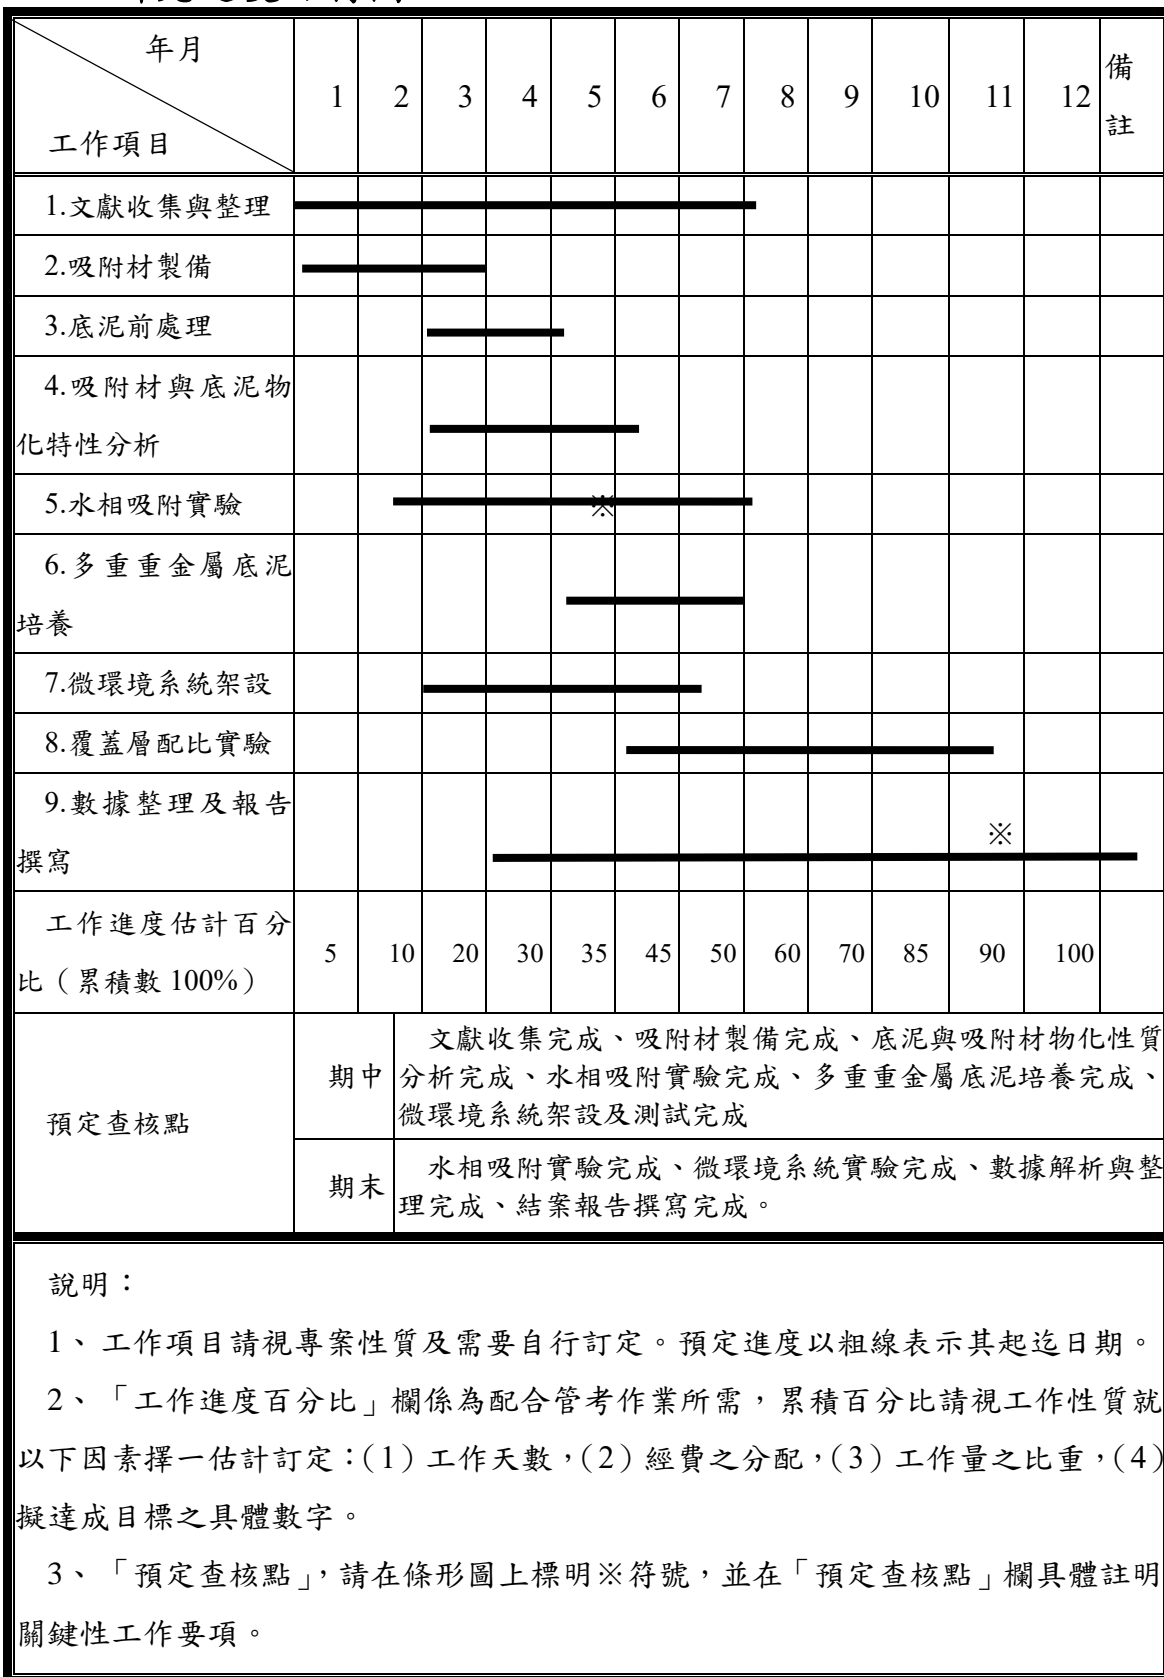 年月
工作項目
1 2 3 4 5 6 7 8 9 10 11 12 備註
1.文獻收集與整理
2.吸附材製備
3.底泥前處理
4.吸附材與底泥物
化特性分析
5.水相吸附實驗
※
6.多重重金屬底泥
培養
7.微環境系統架設
8.覆蓋層配比實驗
9.數據整理及報告
撰寫
※
工作進度估計百分
比（累積數 100%）
5 10 20 30 35 45 50 60 70 85 90 100
預定查核點
期中
文獻收集完成、吸附材製備完成、底泥與吸附材物化性質
分析完成、水相吸附實驗完成、多重重金屬底泥培養完成、
微環境系統架設及測試完成
期末
水相吸附實驗完成、微環境系統實驗完成、數據解析與整
理完成、結案報告撰寫完成。
說明：
1、工作項目請視專案性質及需要自行訂定。預定進度以粗線表示其起迄日期。
2、「工作進度百分比」欄係為配合管考作業所需，累積百分比請視工作性質就
以下因素擇一估計訂定：(1)工作天數，(2)經費之分配，(3)工作量之比重，(4)
擬達成目標之具體數字。
3、「預定查核點」，請在條形圖上標明※符號，並在「預定查核點」欄具體註明
關鍵性工作要項。